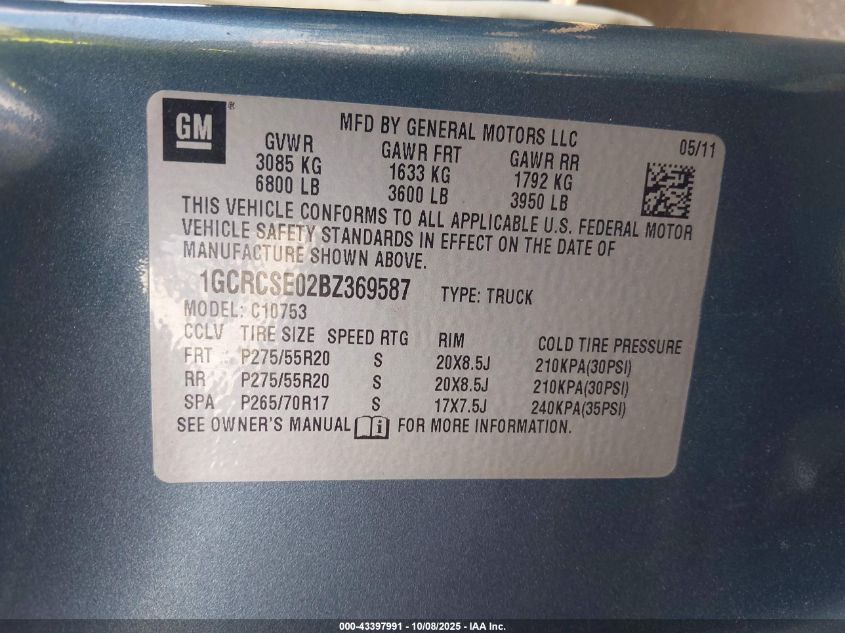 GM®
MFD BY GENERAL MOTORS LLC
05/11
GVWR GAWR FRT GAWR RR
3085 KG 1633 KG 1792 KG
6800 LB 3600 LB 3950 LB
THIS VEHICLE CONFORMS TO ALL APPLICABLE U.S. FEDERAL MOTOR
VEHICLE SAFETY STANDARDS IN EFFECT ON THE DATE OF
MANUFACTURE SHOWN ABOVE.
1GCRCSE02BZ369587 TYPE: TRUCK
MODEL: C10753
CCLV TIRE SIZE SPEED RTG RIM COLD TIRE PRESSURE
FRT P275/55R20 S 20X8.5J 210KPA(30PSI)
RR P275/55R20 S 20X8.5J 210KPA(30PSI)
SPA P265/70R17 S 17X7.5J 240KPA(35PSI)
SEE OWNER'S MANUAL i FOR MORE INFORMATION.
000-43397991 - 10/08/2025 - IAA Inc.